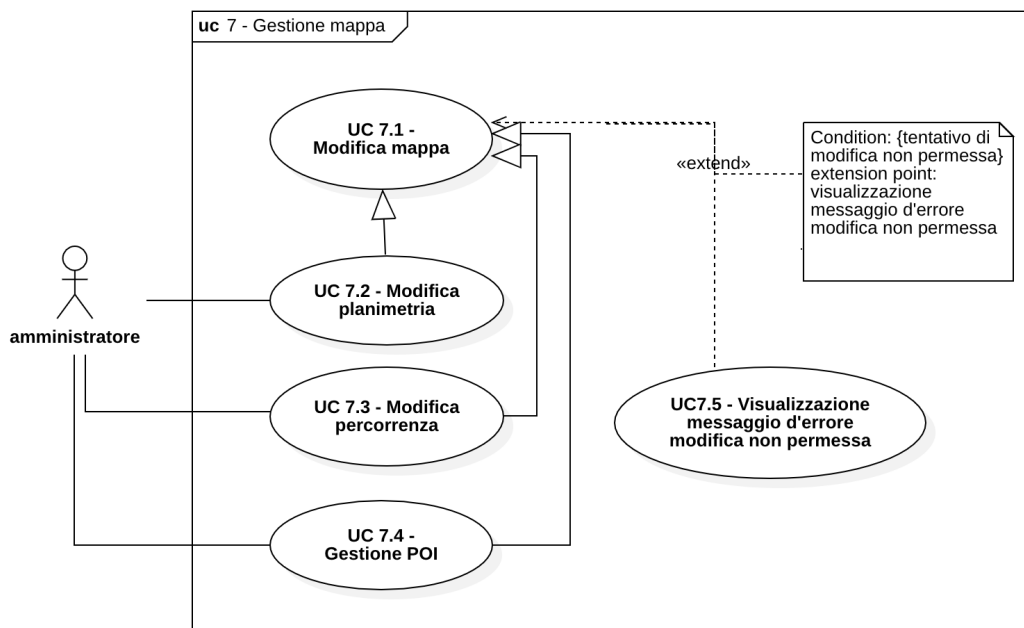 uc 7 - Gestione mappa
UC 7.1 -
Modifica mappa
«extend»
Condition: {tentativo di
modifica non permessa}
extension point:
visualizzazione
messaggio d'errore
modifica non permessa
UC 7.2 - Modifica
planimetria
amministratore
UC 7.3 - Modifica
percorrenza
UC7.5 - Visualizzazione
messaggio d'errore
modifica non permessa
UC 7.4 -
Gestione POI